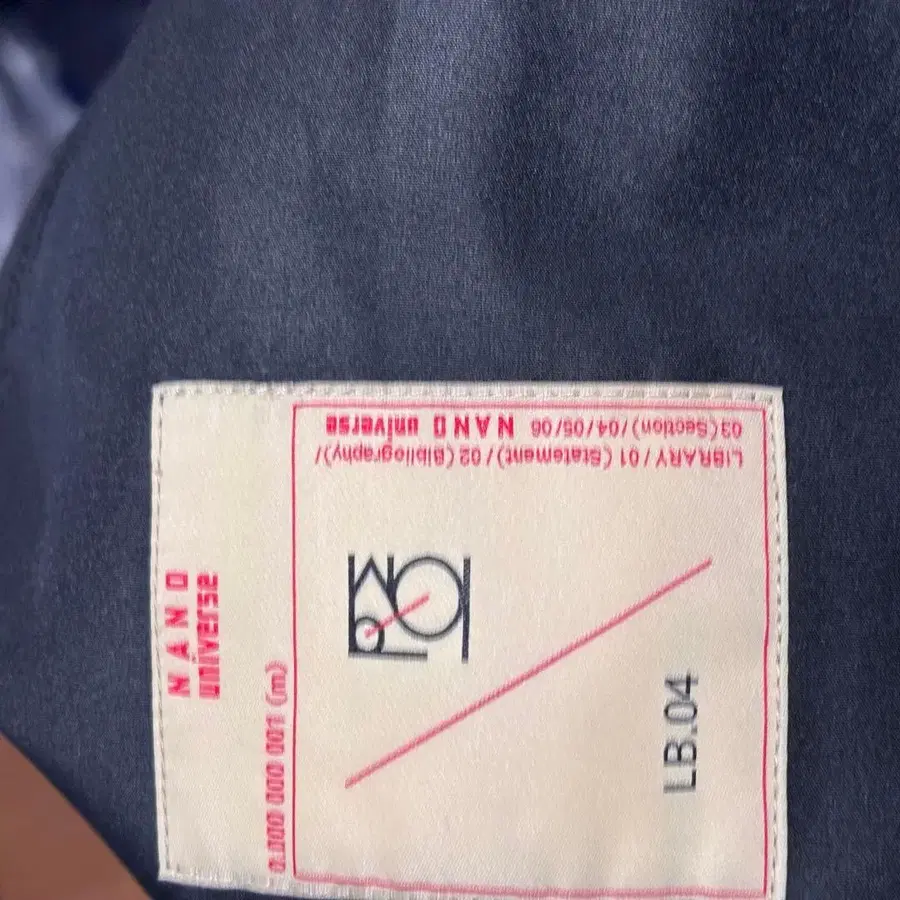 NANO
universe
0.000 000 001 (m)
LIBRARY / 01 (Statement) / 02 (Bibliography) /
03 (Section) / 04/05/06 NANO universe
LB.04